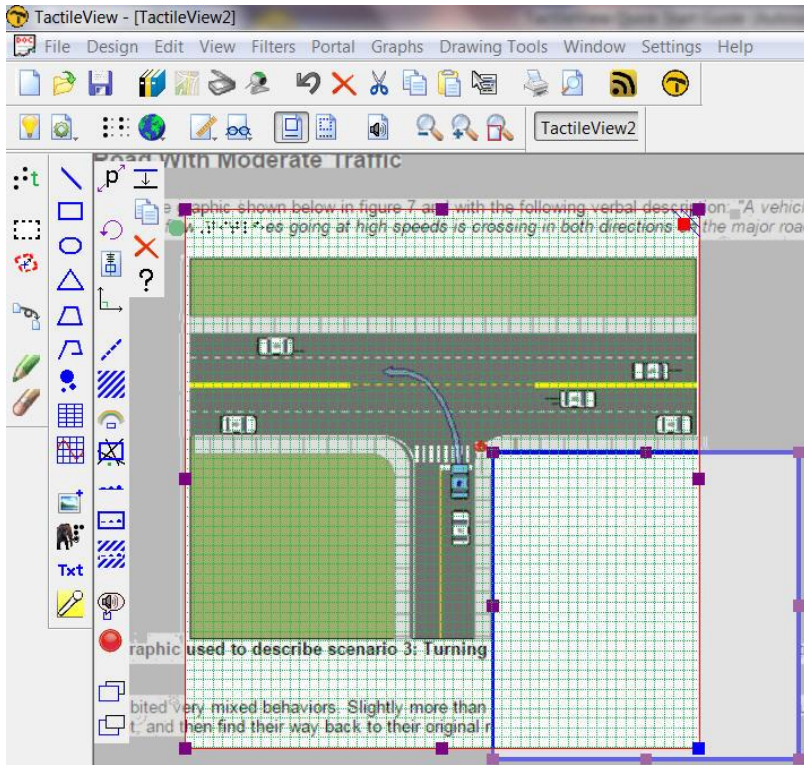 TactileView - [TactileView2]
File Design Edit View Filters Portal Graphs Drawing Tools Window Settings Help
TactileView2
Road With Moderate Traffic
graphic shown below in figure 7 and with the following verbal description: "A vehic
es going at high speeds is crossing in both directions the major roa
t
p
?
Txt
raphic used to describe scenario 3: Turning
bited very mixed behaviors. Slightly more than
t, and then find their way back to their original r